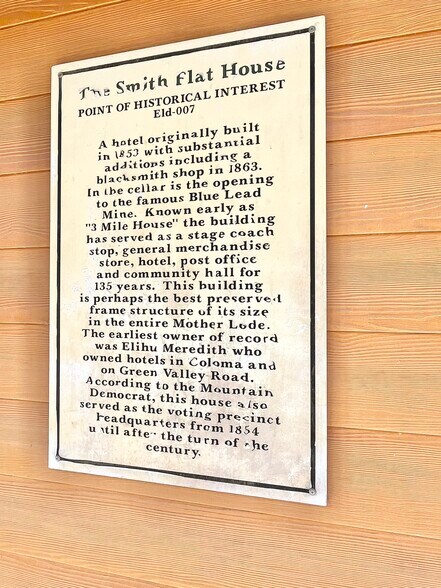 The Smith Flat House
POINT OF HISTORICAL INTEREST
Eld-007
A hotel originally built
in 1853 with substantial
additions including a
blacksmith shop in 1863.
In the cellar is the opening
to the famous Blue Lead
Mine. Known early as
"3 Mile House" the building
has served as a stage coach
stop, general merchandise
store, hotel, post office
and community hall for
135 years. This building
is perhaps the best preserved
frame structure of its size
in the entire Mother Lode.
The earliest owner of record
was Elihu Meredith who
owned hotels in Coloma and
on Green Valley Road.
According to the Mountain
Democrat, this house also
served as the voting precinct
headquarters from 1854
until after the turn of the
century.